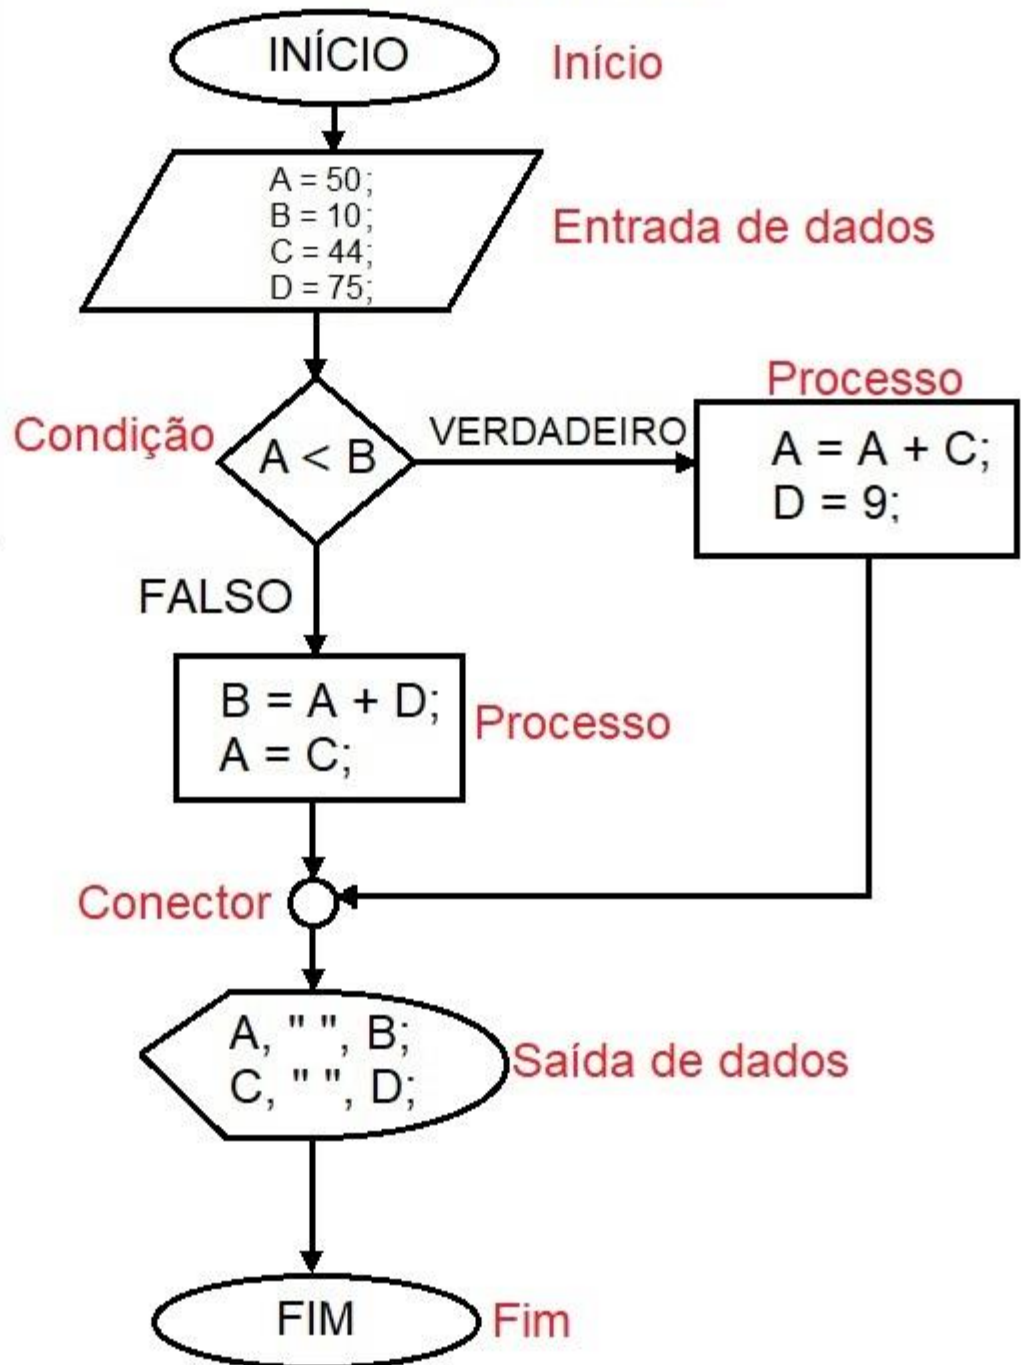 INÍCIO
Início
A = 50;
B = 10;
C = 44;
D = 75;
Entrada de dados
Condição
A < B
VERDADEIRO
Processo
A = A + C;
D = 9;
FALSO
B = A + D;
A = C;
Processo
Conector
A, " ", B;
C, " ", D;
Saída de dados
FIM
Fim